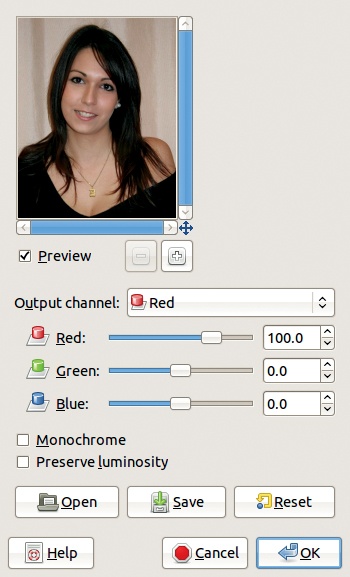 Preview
Output channel: Red
Red: 100.0
Green: 0.0
Blue: 0.0
Monochrome
Preserve luminosity
Open Save Reset
Help Cancel OK